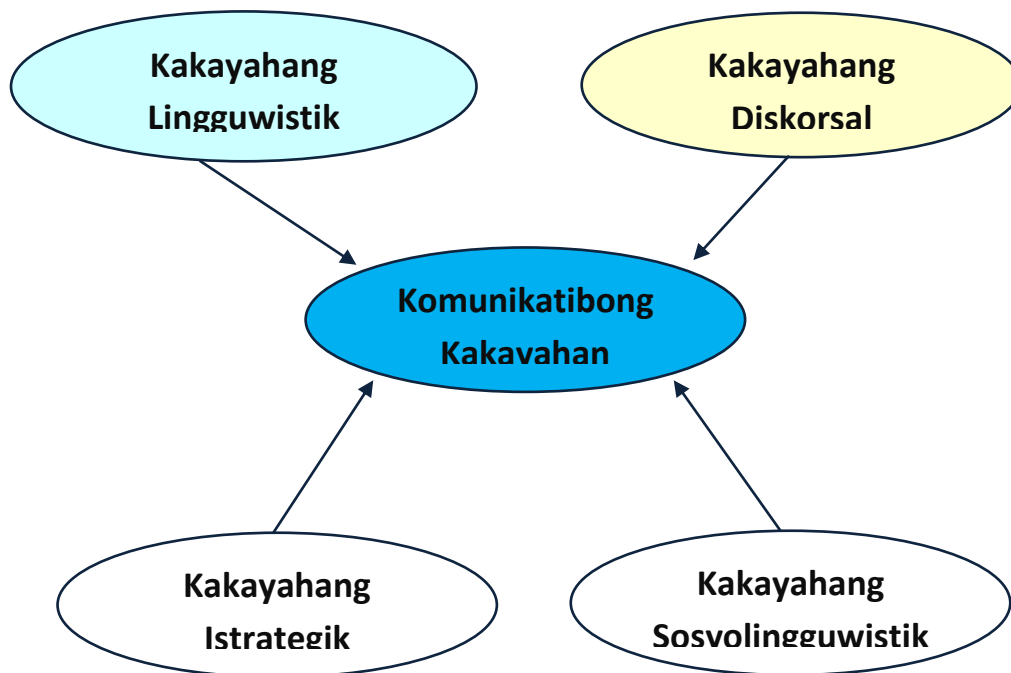 Kakayahang
Lingguwistik
Kakayahang
Diskorsal
Komunikatibong
Kakayahan
Kakayahang
Istrategik
Kakayahang
Sosyolingguwistik